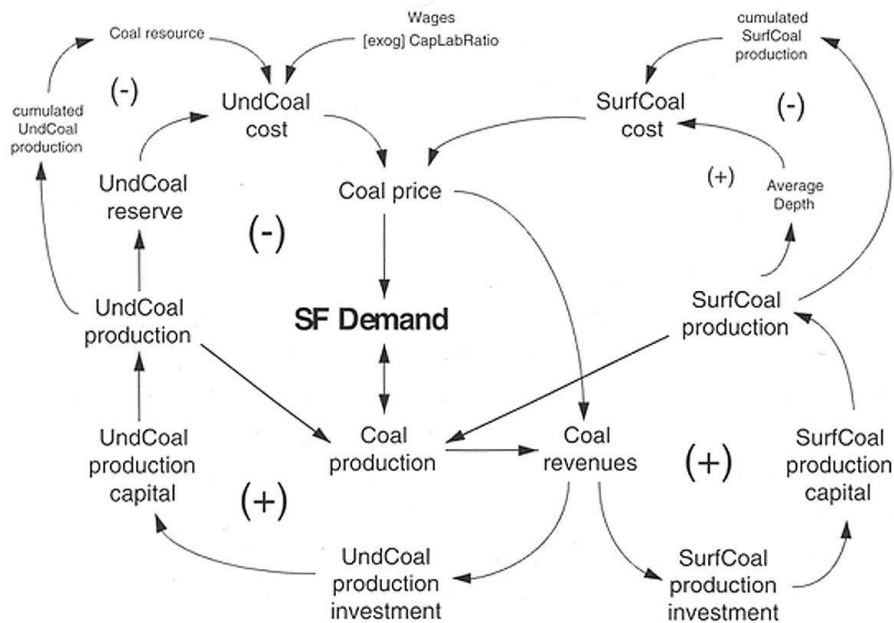 Coal resource
Wages
[exog] CapLabRatio
cumulated
SurfCoal
production
(-)
UndCoal
cost
SurfCoal
cost
(-)
cumulated
UndCoal
production
UndCoal
reserve
Coal price
(+)
Average
Depth
(-)
UndCoal
production
SF Demand
SurfCoal
production
UndCoal
production
capital
Coal
production
Coal
revenues
(+)
SurfCoal
production
capital
(+)
UndCoal
production
investment
SurfCoal
production
investment